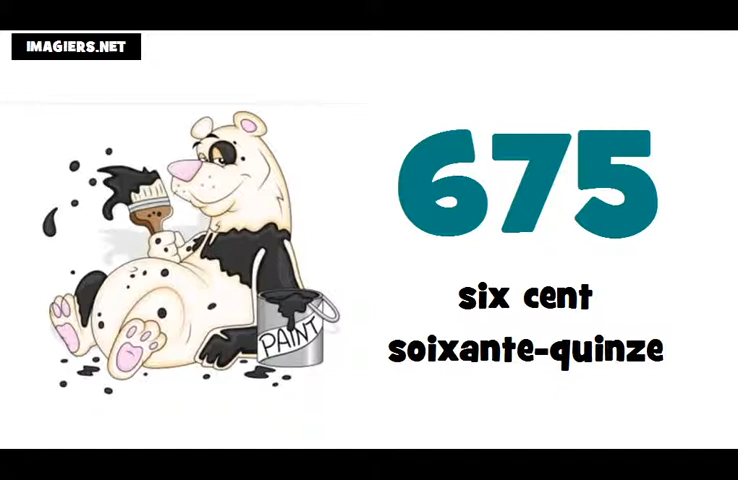 IMAGIERS.NET
675
six cent
soixante-quinze
PAINT